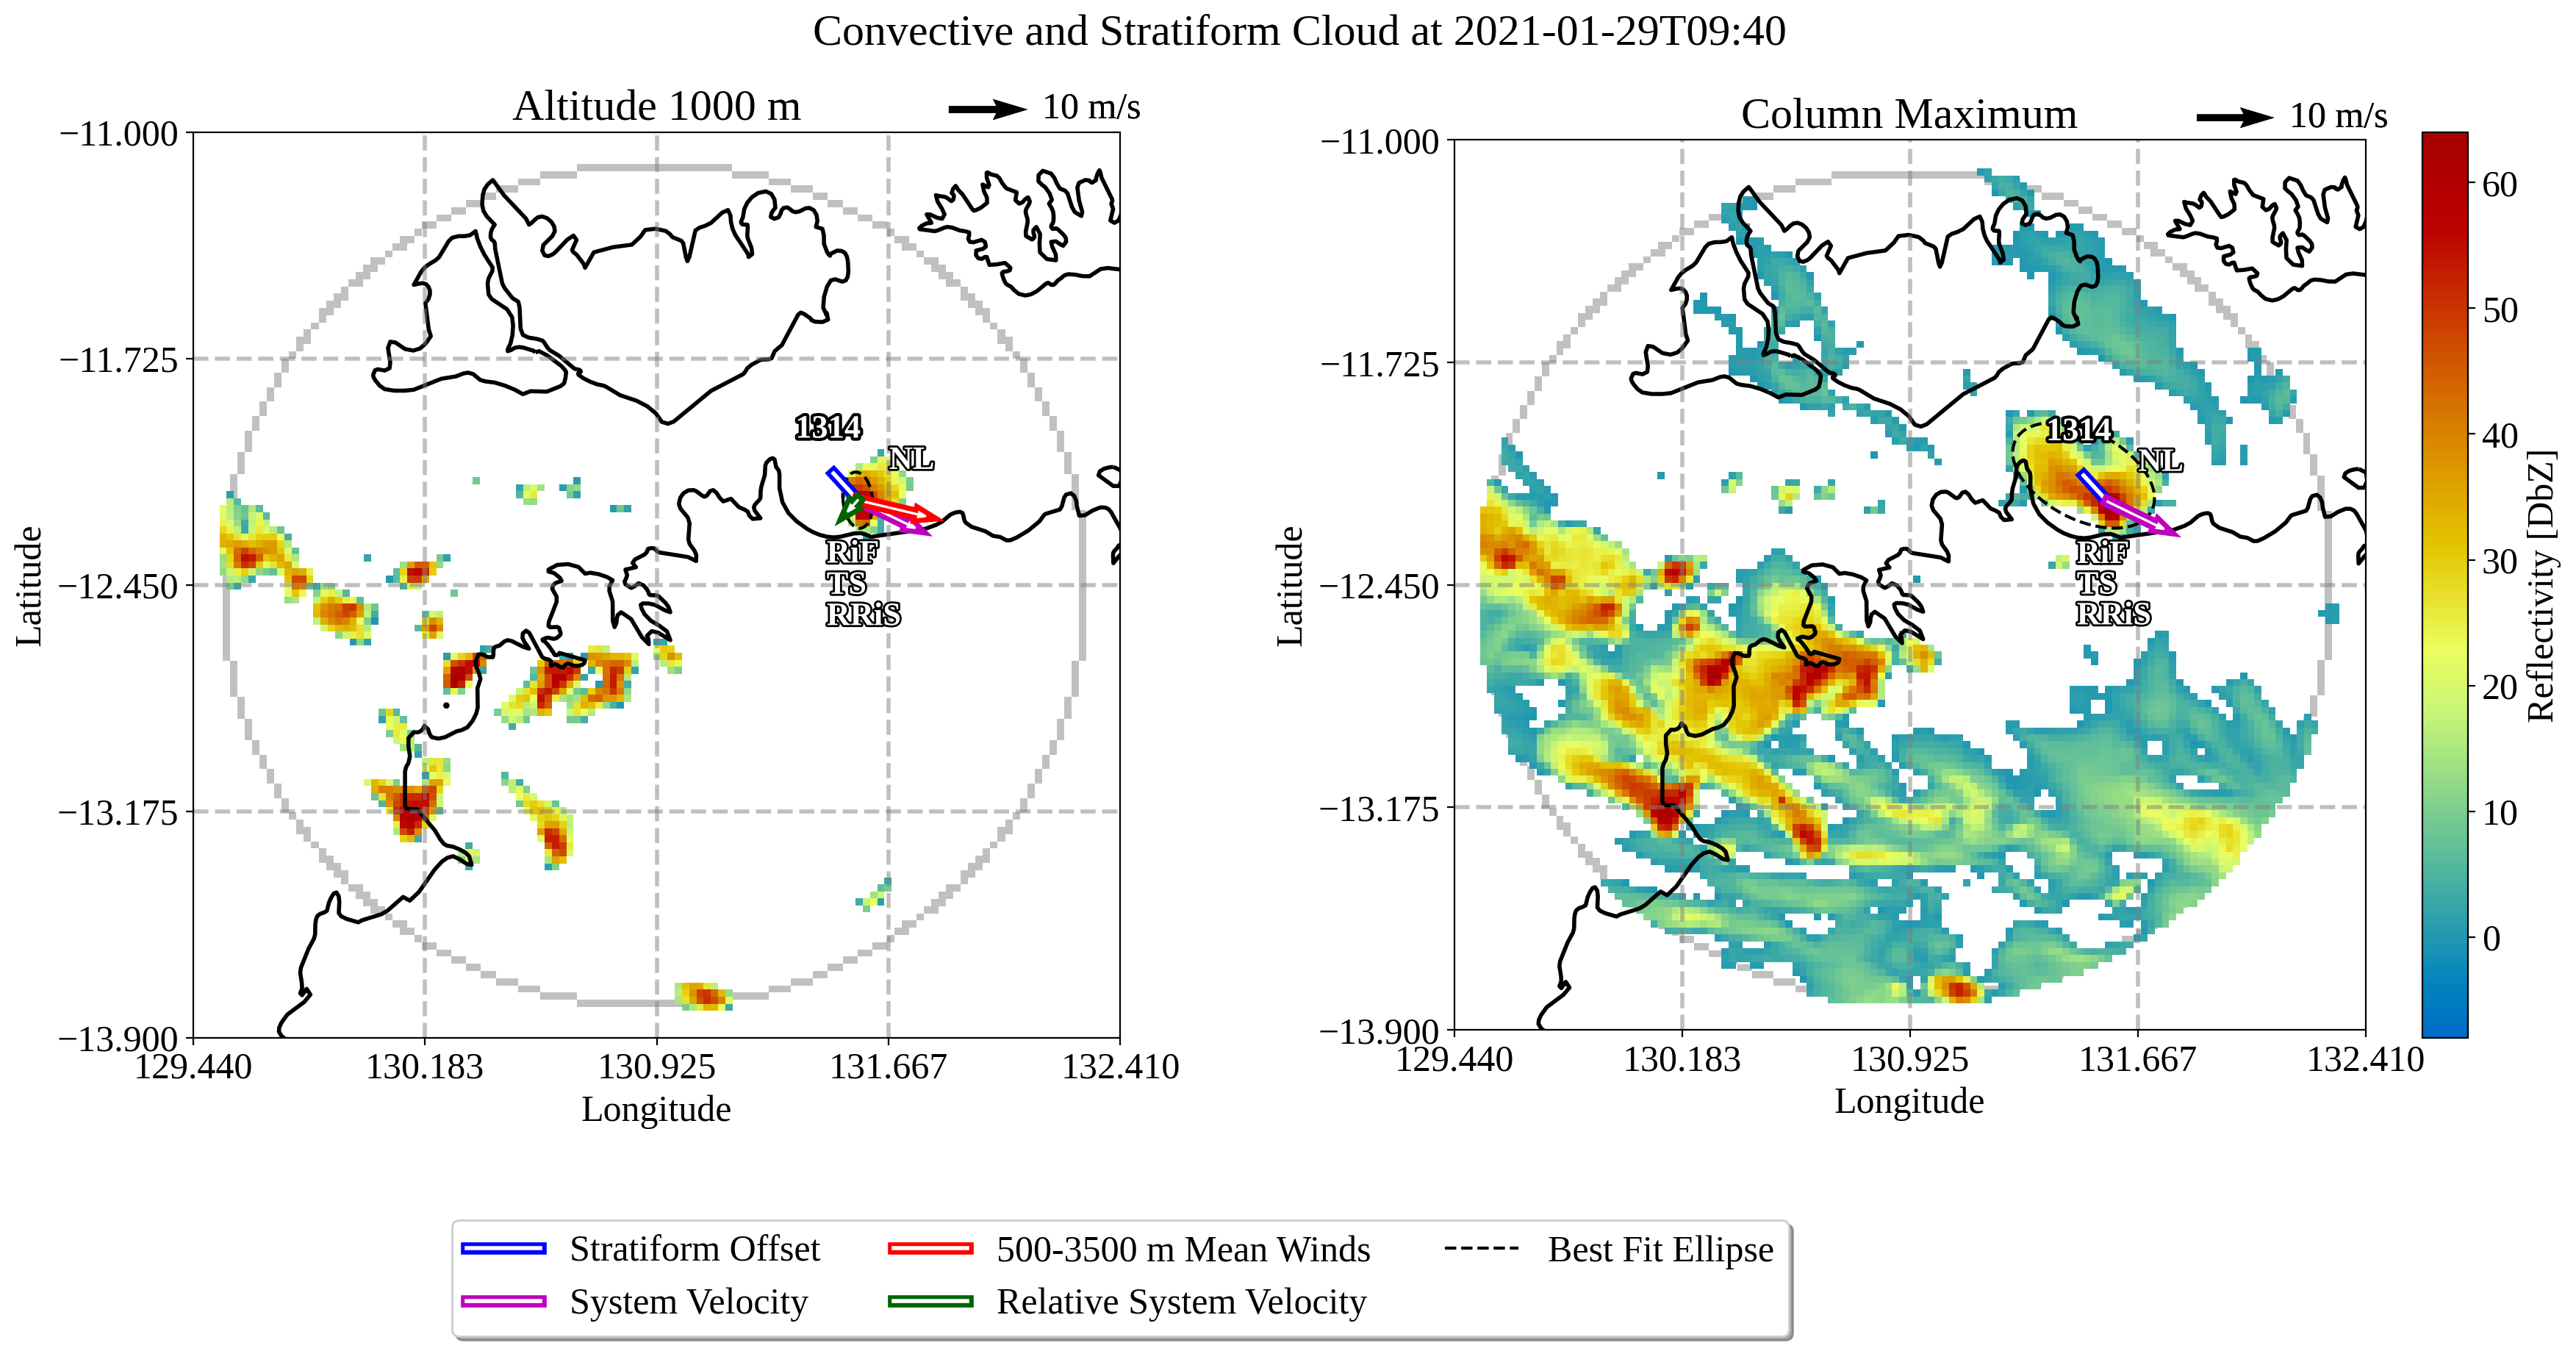 Convective and Stratiform Cloud at 2021-01-29T09:40
Altitude 1000 m
10 m/s
−11.000
−11.725
−12.450
−13.175
−13.900
129.440
130.183
130.925
131.667
132.410
Latitude
Longitude
1314
NL
RiF
TS
RRiS
Column Maximum
10 m/s
−11.000
−11.725
−12.450
−13.175
−13.900
129.440
130.183
130.925
131.667
132.410
Latitude
Longitude
1314
NL
RiF
TS
RRiS
60
50
40
30
20
10
0
Reflectivity [DbZ]
Stratiform Offset
500-3500 m Mean Winds
Best Fit Ellipse
System Velocity
Relative System Velocity